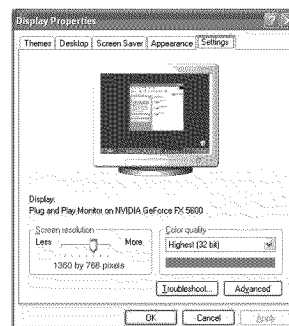 Display Properties
Themes Desktop Screen Saver Appearance Settings
Display:
Plug and Play Monitor on NVIDIA GeForce FX 5600
Screen resolution
Less More
1360 by 768 pixels
Color quality
Highest (32 bit)
Troubleshoot... Advanced
OK Cancel Apply